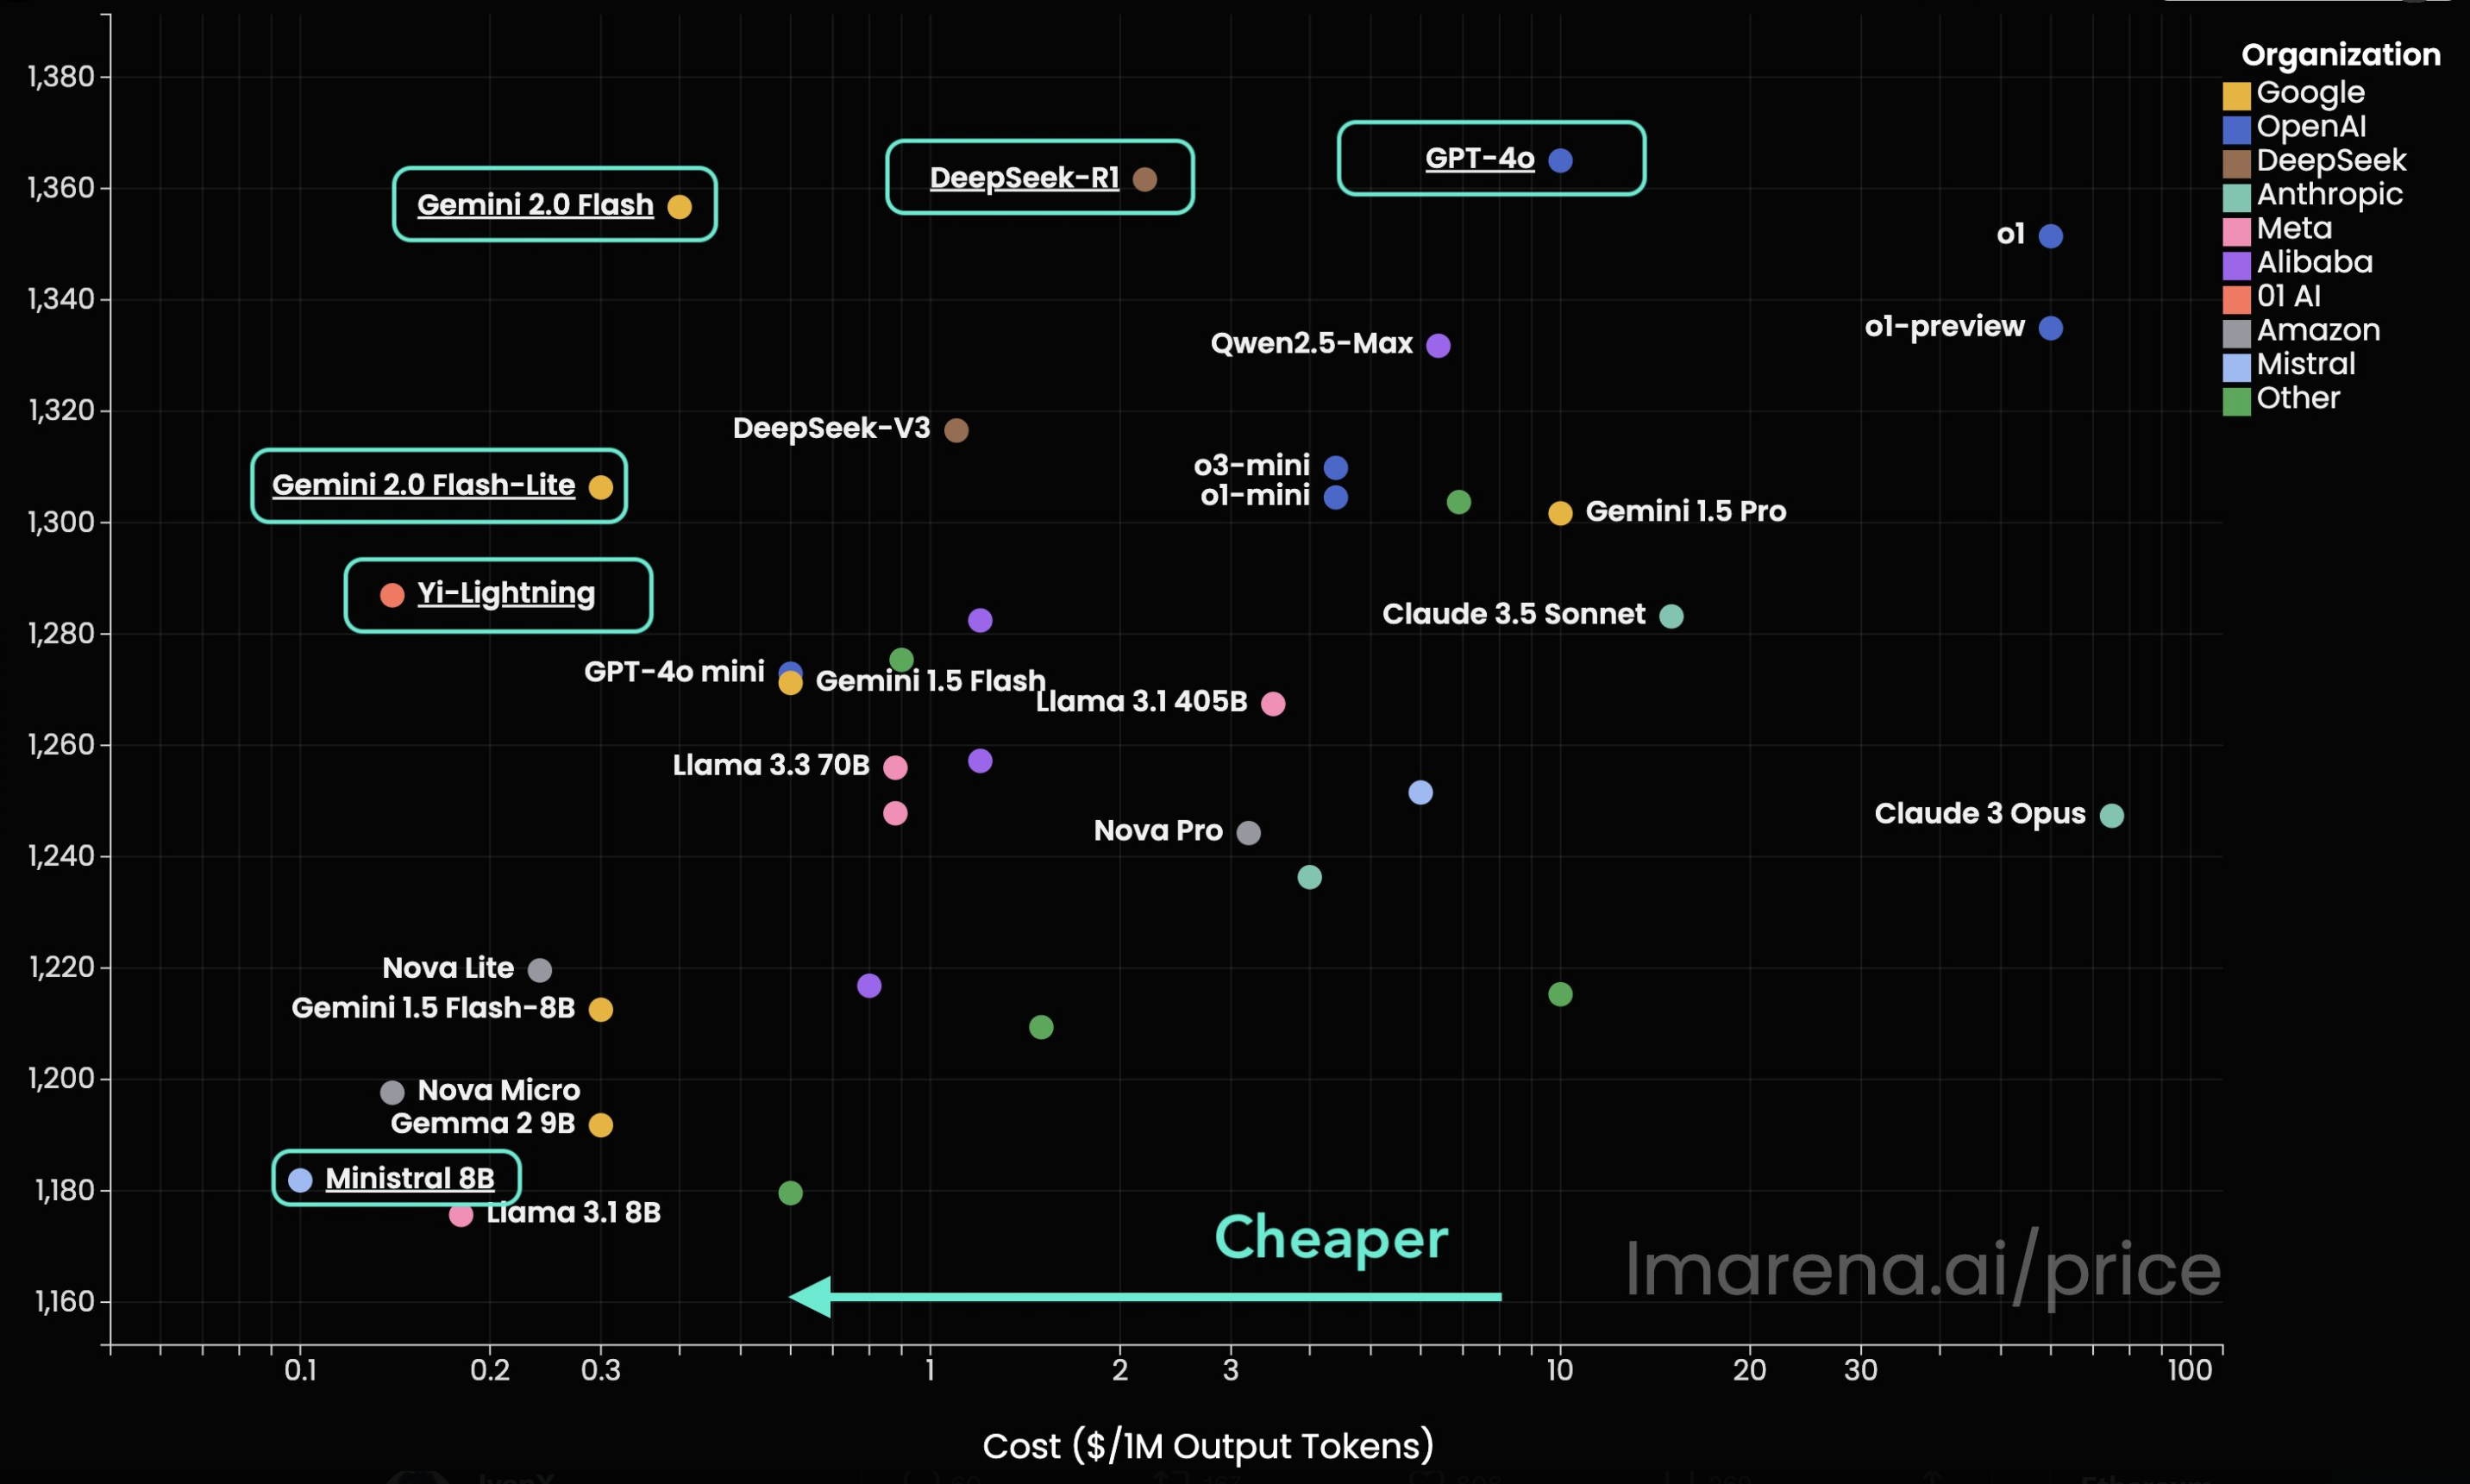 Organization
Google
OpenAI
DeepSeek
Anthropic
Meta
Alibaba
01 AI
Amazon
Mistral
Other
1,380
1,360
1,340
1,320
1,300
1,280
1,260
1,240
1,220
1,200
1,180
1,160
GPT-4o
DeepSeek-R1
Gemini 2.0 Flash
o1
o1-preview
Qwen2.5-Max
DeepSeek-V3
o3-mini
Gemini 2.0 Flash-Lite
o1-mini
Gemini 1.5 Pro
Yi-Lightning
Claude 3.5 Sonnet
GPT-4o mini
Gemini 1.5 Flash
Llama 3.1 405B
Llama 3.3 70B
Claude 3 Opus
Nova Pro
Nova Lite
Gemini 1.5 Flash-8B
Nova Micro
Gemma 2 9B
Ministral 8B
Llama 3.1 8B
Cheaper
lmarena.ai/price
0.1 0.2 0.3 1 2 3 10 20 30 100
Cost ($/1M Output Tokens)